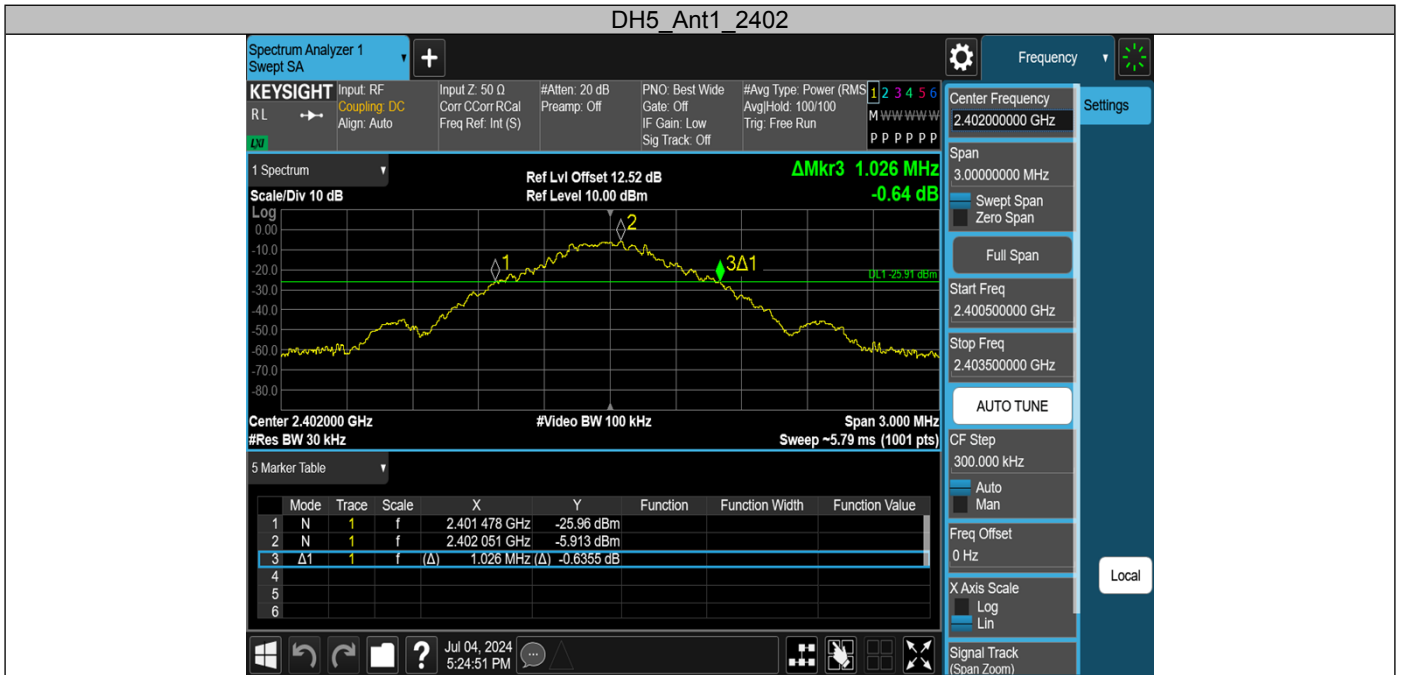 DH5_Ant1_2402
Spectrum Analyzer 1
Swept SA
+
Frequency
KEYSIGHT
RL
LXI
Input: RF
Coupling: DC
Align: Auto
Input Z: 50 Ω
Corr CCorr RCal
Freq Ref: Int (S)
#Atten: 20 dB
Preamp: Off
PNO: Best Wide
Gate: Off
IF Gain: Low
Sig Track: Off
#Avg Type: Power (RMS
Avg|Hold: 100/100
Trig: Free Run
1 2 3 4 5 6
M W W W W W
P P P P P P
Center Frequency
2.402000000 GHz
Settings
Span
3.00000000 MHz
Swept Span
Zero Span
Full Span
Start Freq
2.400500000 GHz
Stop Freq
2.403500000 GHz
AUTO TUNE
CF Step
300.000 kHz
Auto
Man
Freq Offset
0 Hz
X Axis Scale
Log
Lin
Signal Track
(Span Zoom)
Local
1 Spectrum
Scale/Div 10 dB
Ref Lvl Offset 12.52 dB
Ref Level 10.00 dBm
ΔMkr3 1.026 MHz
-0.64 dB
Log
0.00
-10.0
-20.0
-30.0
-40.0
-50.0
-60.0
-70.0
-80.0
1
2
3Δ1
DL1 -25.91 dBm
Center 2.402000 GHz
#Video BW 100 kHz
Span 3.000 MHz
#Res BW 30 kHz
Sweep ~5.79 ms (1001 pts)
5 Marker Table
Mode Trace Scale X Y Function Function Width Function Value
1 N 1 f 2.401 478 GHz -25.96 dBm
2 N 1 f 2.402 051 GHz -5.913 dBm
3 Δ1 1 f (Δ) 1.026 MHz (Δ) -0.6355 dB
4
5
6
?
Jul 04, 2024
5:24:51 PM